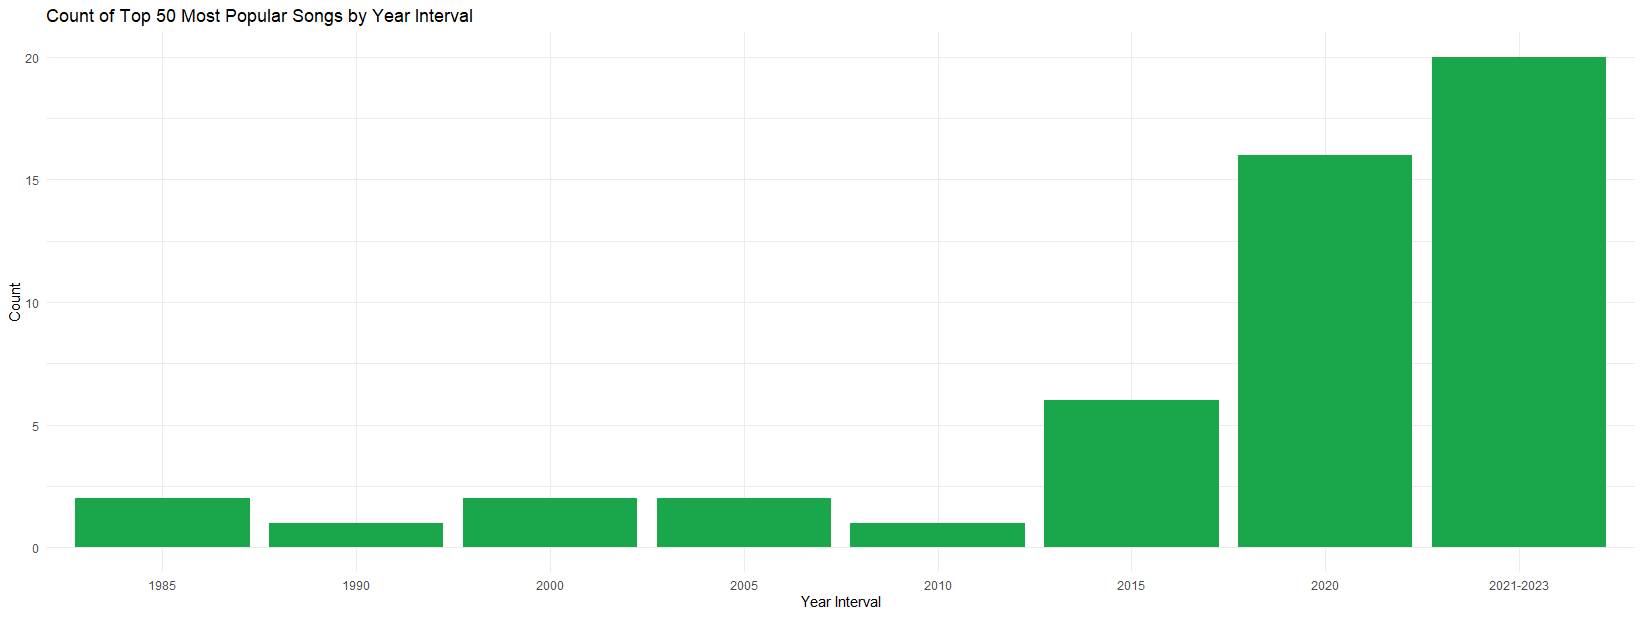 Count of Top 50 Most Popular Songs by Year Interval
20
15
10
5
0
Count
1985 1990 2000 2005 2010 2015 2020 2021-2023
Year Interval